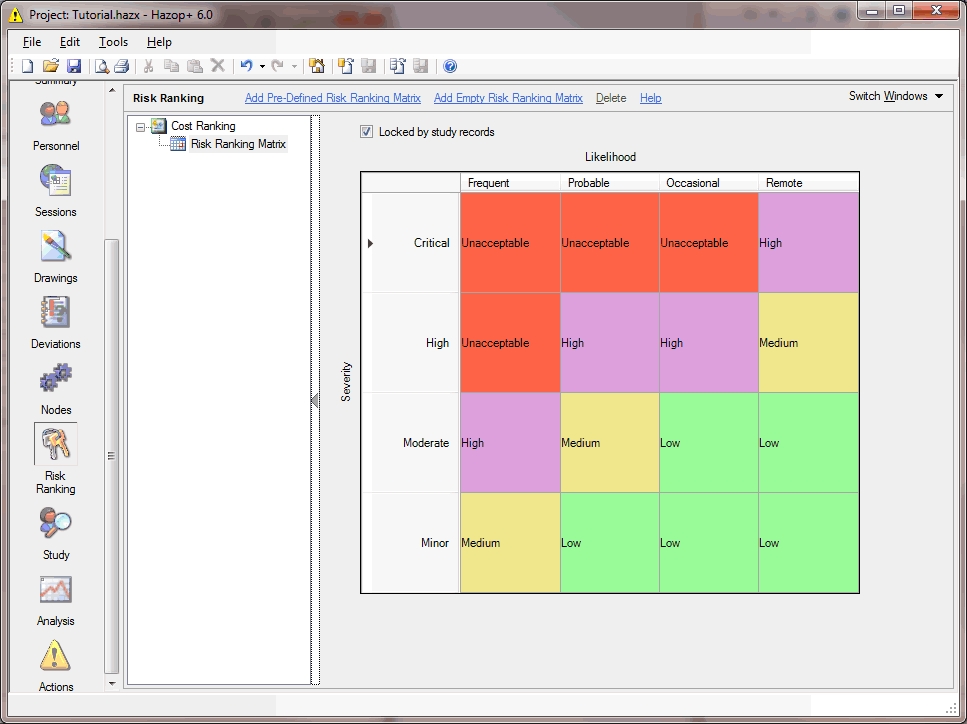 Project: Tutorial.hazx - Hazop+ 6.0
File Edit Tools Help
Summary
Personnel
Sessions
Drawings
Deviations
Nodes
Risk
Ranking
Study
Analysis
Actions
Risk Ranking Add Pre-Defined Risk Ranking Matrix Add Empty Risk Ranking Matrix Delete Help Switch Windows
Cost Ranking
Risk Ranking Matrix
Locked by study records
Likelihood
Severity
Frequent Probable Occasional Remote
Critical Unacceptable Unacceptable Unacceptable High
High Unacceptable High High Medium
Moderate High Medium Low Low
Minor Medium Low Low Low